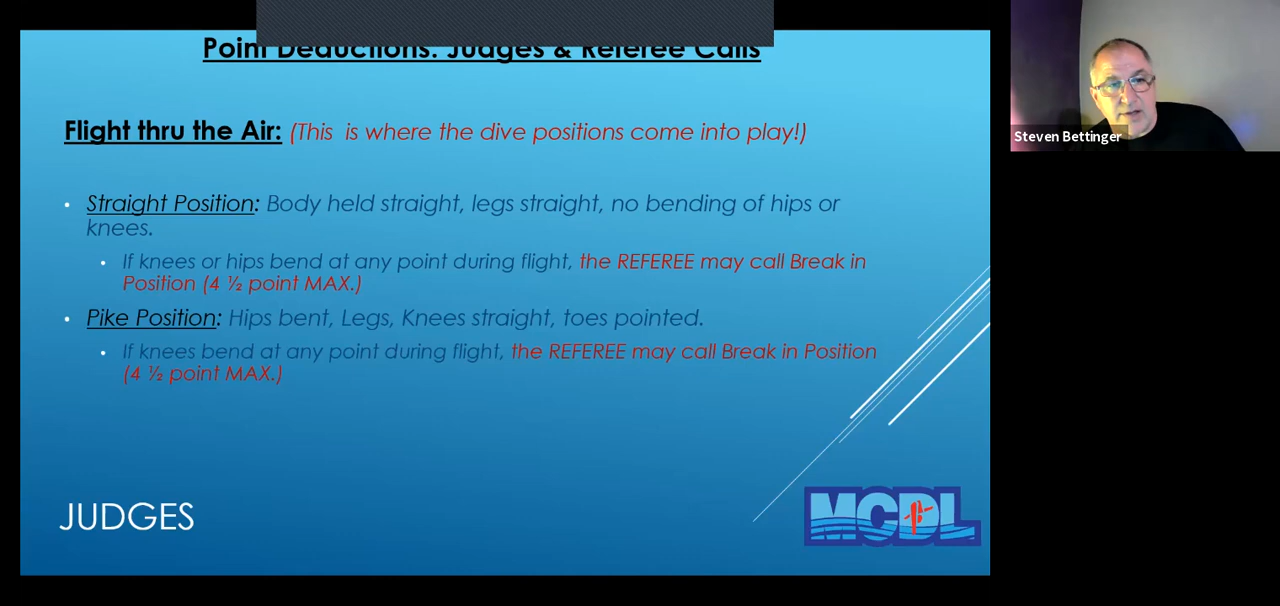 Point Deductions: Judges & Referee Calls
Steven Bettinger
Flight thru the Air: (This is where the dive positions come into play!)
• Straight Position: Body held straight, legs straight, no bending of hips or
knees.
• If knees or hips bend at any point during flight, the REFEREE may call Break in
Position (4 ½ point MAX.)
• Pike Position: Hips bent, Legs, Knees straight, toes pointed.
• If knees bend at any point during flight, the REFEREE may call Break in Position
(4 ½ point MAX.)
JUDGES
MCDL